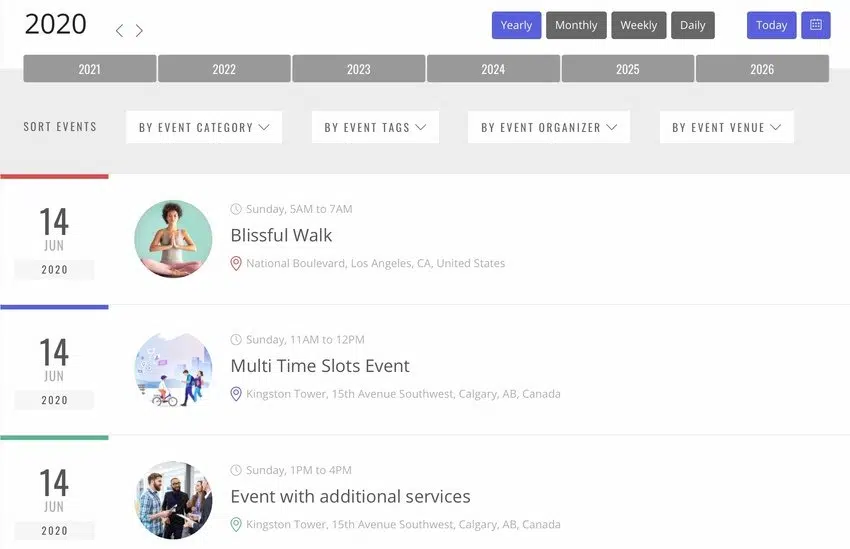 2020
Yearly Monthly Weekly Daily Today
2021 2022 2023 2024 2025 2026
SORT EVENTS BY EVENT CATEGORY BY EVENT TAGS BY EVENT ORGANIZER BY EVENT VENUE
14
JUN
2020
Sunday, 5AM to 7AM
Blissful Walk
National Boulevard, Los Angeles, CA, United States
14
JUN
2020
Sunday, 11AM to 12PM
Multi Time Slots Event
Kingston Tower, 15th Avenue Southwest, Calgary, AB, Canada
14
JUN
2020
Sunday, 1PM to 4PM
Event with additional services
Kingston Tower, 15th Avenue Southwest, Calgary, AB, Canada